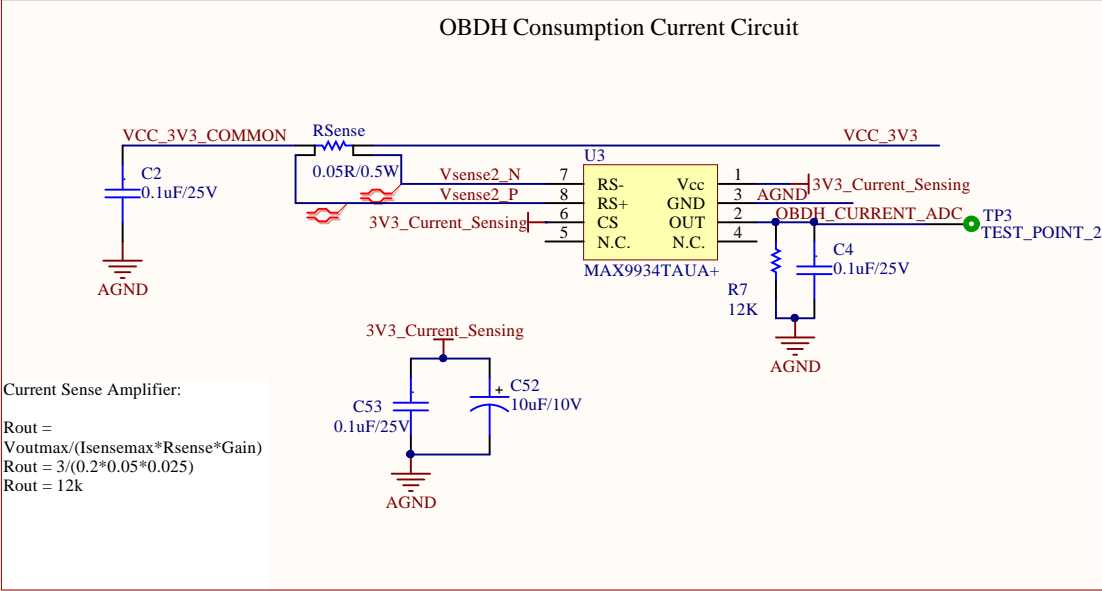 OBDH Consumption Current Circuit
VCC_3V3_COMMON
RSense
VCC_3V3
0.05R/0.5W
C2
0.1uF/25V
AGND
U3
Vsense2_N
7
RS-
Vcc
1
3V3_Current_Sensing
Vsense2_P
8
RS+
GND
3
AGND
3V3_Current_Sensing
6
CS
OUT
2
OBDH_CURRENT_ADC
TP3
TEST_POINT_2
5
N.C.
N.C.
4
MAX9934TAUA+
C4
0.1uF/25V
R7
12K
AGND
3V3_Current_Sensing
C53
0.1uF/25V
+
C52
10uF/10V
AGND
Current Sense Amplifier:
Rout =
Voutmax/(Isensemax*Rsense*Gain)
Rout = 3/(0.2*0.05*0.025)
Rout = 12k